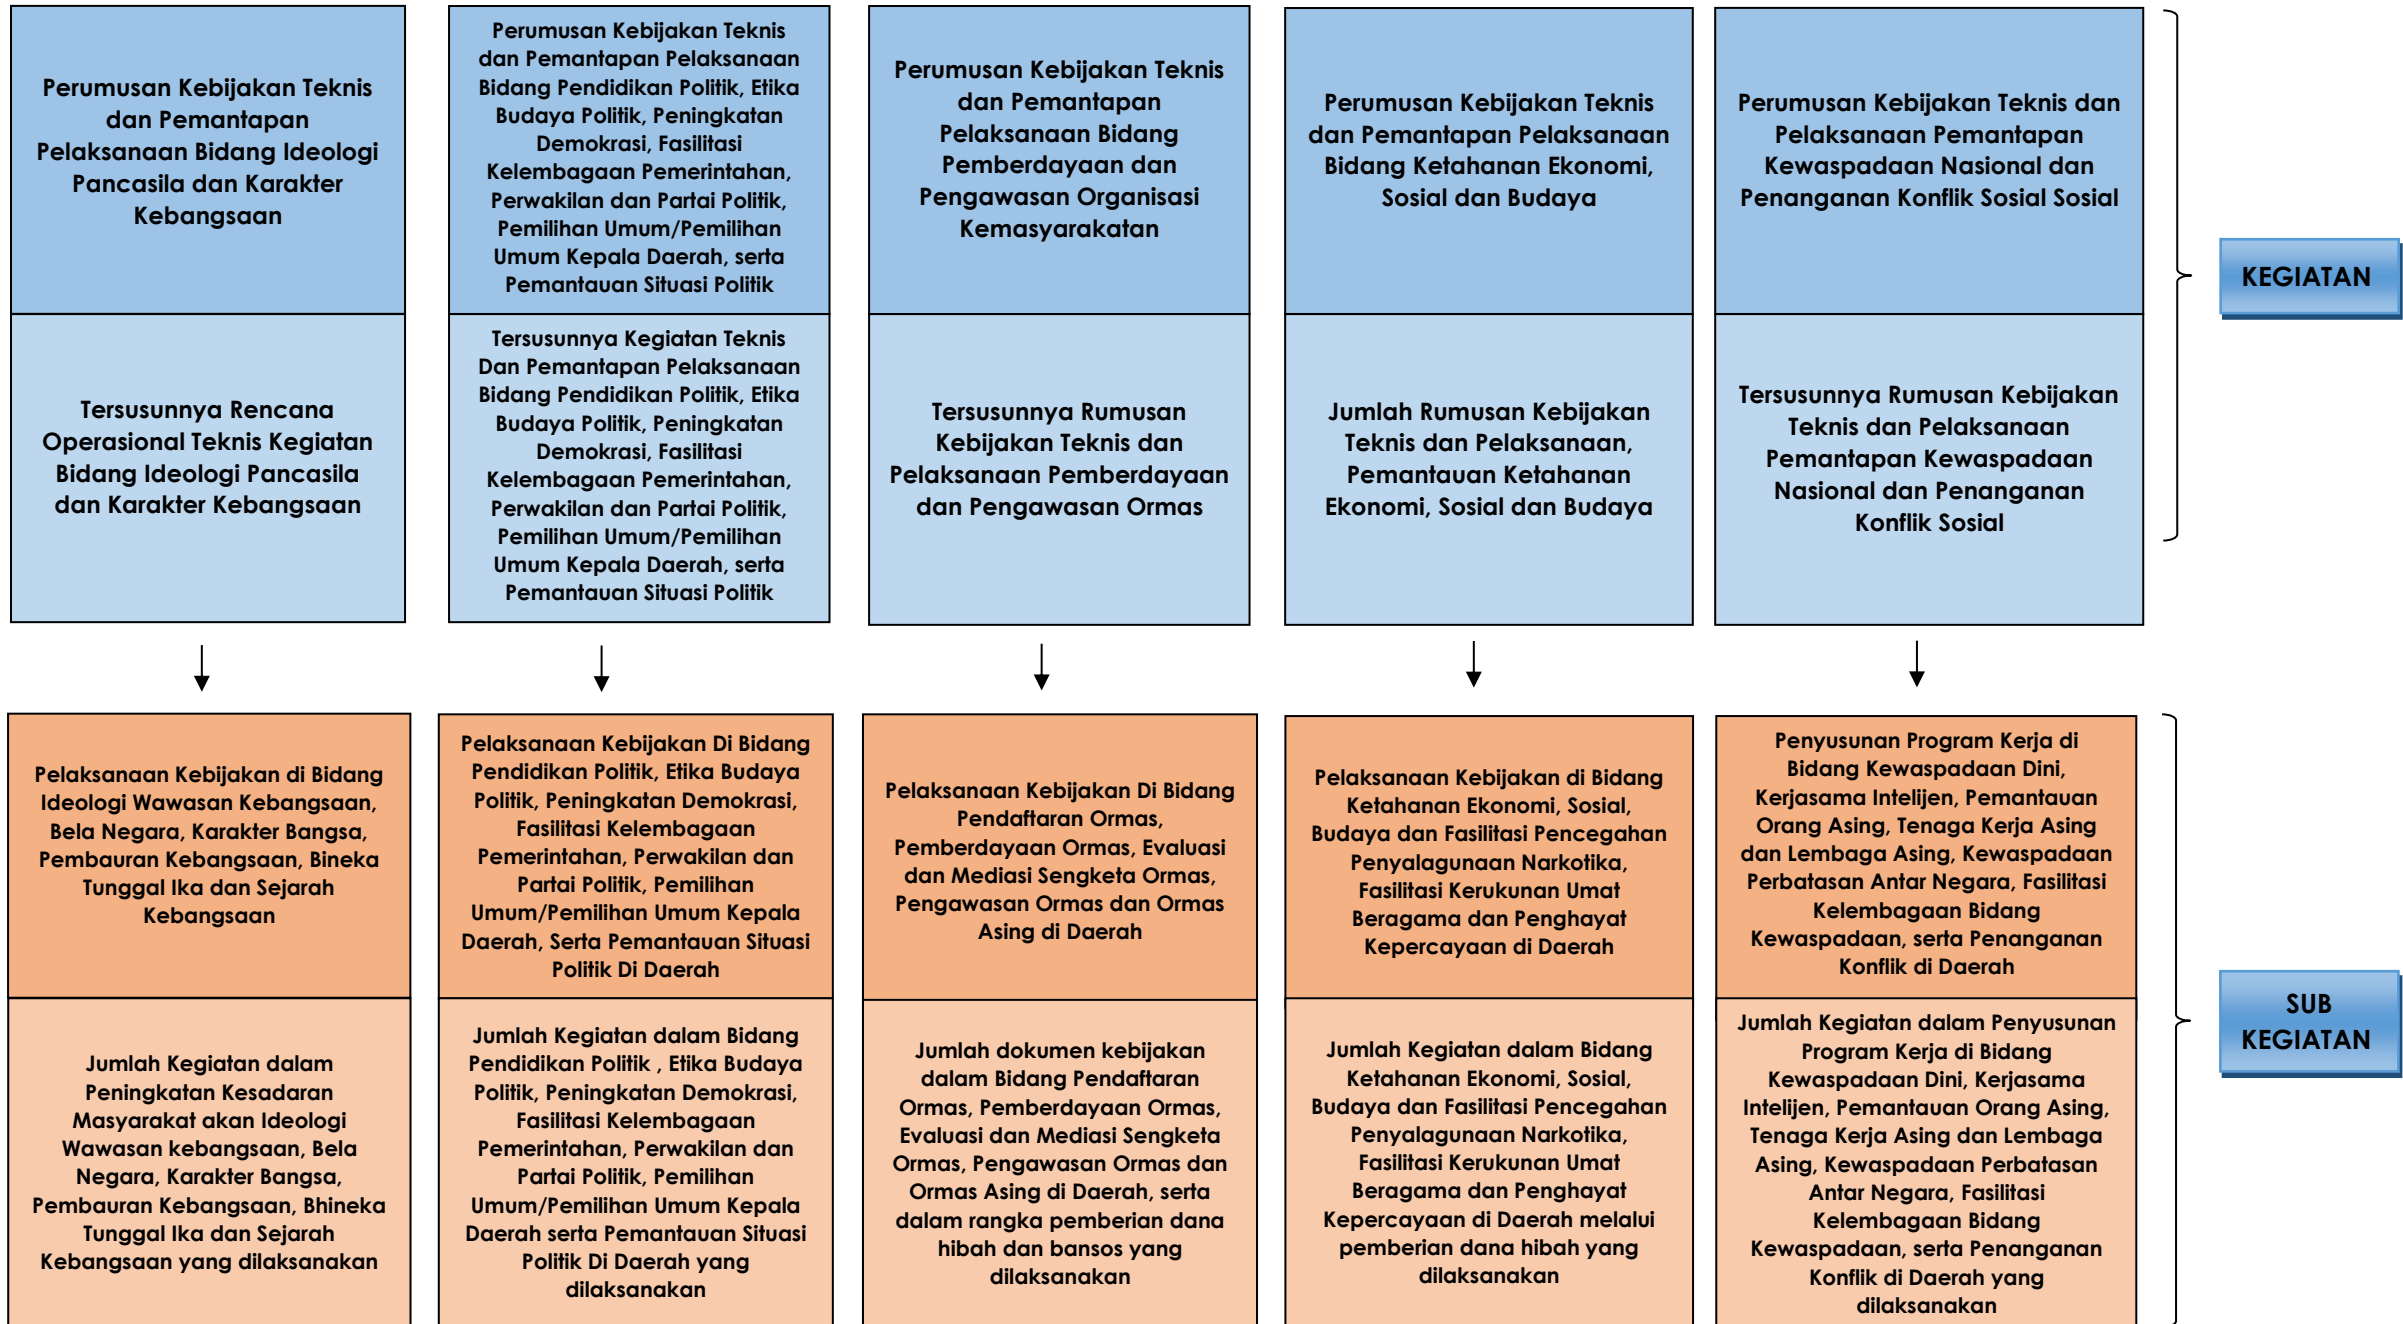 Perumusan Kebijakan Teknis
dan Pemantapan
Pelaksanaan Bidang Ideologi
Pancasila dan Karakter
Kebangsaan
Perumusan Kebijakan Teknis
dan Pemantapan Pelaksanaan
Bidang Pendidikan Politik, Etika
Budaya Politik, Peningkatan
Demokrasi, Fasilitasi
Kelembagaan Pemerintahan,
Perwakilan dan Partai Politik,
Pemilihan Umum/Pemilihan
Umum Kepala Daerah, serta
Pemantauan Situasi Politik
Perumusan Kebijakan Teknis
dan Pemantapan
Pelaksanaan Bidang
Pemberdayaan dan
Pengawasan Organisasi
Kemasyarakatan
Perumusan Kebijakan Teknis
dan Pemantapan Pelaksanaan
Bidang Ketahanan Ekonomi,
Sosial dan Budaya
Perumusan Kebijakan Teknis dan
Pelaksanaan Pemantapan
Kewaspadaan Nasional dan
Penanganan Konflik Sosial Sosial
KEGIATAN
Tersusunnya Rencana
Operasional Teknis Kegiatan
Bidang Ideologi Pancasila
dan Karakter Kebangsaan
Tersusunnya Kegiatan Teknis
Dan Pemantapan Pelaksanaan
Bidang Pendidikan Politik, Etika
Budaya Politik, Peningkatan
Demokrasi, Fasilitasi
Kelembagaan Pemerintahan,
Perwakilan dan Partai Politik,
Pemilihan Umum/Pemilihan
Umum Kepala Daerah, serta
Pemantauan Situasi Politik
Tersusunnya Rumusan
Kebijakan Teknis dan
Pelaksanaan Pemberdayaan
dan Pengawasan Ormas
Jumlah Rumusan Kebijakan
Teknis dan Pelaksanaan,
Pemantauan Ketahanan
Ekonomi, Sosial dan Budaya
Tersusunnya Rumusan Kebijakan
Teknis dan Pelaksanaan
Pemantapan Kewaspadaan
Nasional dan Penanganan
Konflik Sosial
Pelaksanaan Kebijakan di Bidang
Ideologi Wawasan Kebangsaan,
Bela Negara, Karakter Bangsa,
Pembauran Kebangsaan, Bineka
Tunggal Ika dan Sejarah
Kebangsaan
Pelaksanaan Kebijakan Di Bidang
Pendidikan Politik, Etika Budaya
Politik, Peningkatan Demokrasi,
Fasilitasi Kelembagaan
Pemerintahan, Perwakilan dan
Partai Politik, Pemilihan
Umum/Pemilihan Umum Kepala
Daerah, Serta Pemantauan Situasi
Politik Di Daerah
Pelaksanaan Kebijakan Di Bidang
Pendaftaran Ormas,
Pemberdayaan Ormas, Evaluasi
dan Mediasi Sengketa Ormas,
Pengawasan Ormas dan Ormas
Asing di Daerah
Pelaksanaan Kebijakan di Bidang
Ketahanan Ekonomi, Sosial,
Budaya dan Fasilitasi Pencegahan
Penyalagunaan Narkotika,
Fasilitasi Kerukunan Umat
Beragama dan Penghayat
Kepercayaan di Daerah
Penyusunan Program Kerja di
Bidang Kewaspadaan Dini,
Kerjasama Intelijen, Pemantauan
Orang Asing, Tenaga Kerja Asing
dan Lembaga Asing, Kewaspadaan
Perbatasan Antar Negara, Fasilitasi
Kelembagaan Bidang
Kewaspadaan, serta Penanganan
Konflik di Daerah
SUB
KEGIATAN
Jumlah Kegiatan dalam
Peningkatan Kesadaran
Masyarakat akan Ideologi
Wawasan kebangsaan, Bela
Negara, Karakter Bangsa,
Pembauran Kebangsaan, Bhineka
Tunggal Ika dan Sejarah
Kebangsaan yang dilaksanakan
Jumlah Kegiatan dalam Bidang
Pendidikan Politik , Etika Budaya
Politik, Peningkatan Demokrasi,
Fasilitasi Kelembagaan
Pemerintahan, Perwakilan dan
Partai Politik, Pemilihan
Umum/Pemilihan Umum Kepala
Daerah serta Pemantauan Situasi
Politik Di Daerah yang
dilaksanakan
Jumlah dokumen kebijakan
dalam Bidang Pendaftaran
Ormas, Pemberdayaan Ormas,
Evaluasi dan Mediasi Sengketa
Ormas, Pengawasan Ormas dan
Ormas Asing di Daerah, serta
dalam rangka pemberian dana
hibah dan bansos yang
dilaksanakan
Jumlah Kegiatan dalam Bidang
Ketahanan Ekonomi, Sosial,
Budaya dan Fasilitasi Pencegahan
Penyalagunaan Narkotika,
Fasilitasi Kerukunan Umat
Beragama dan Penghayat
Kepercayaan di Daerah melalui
pemberian dana hibah yang
dilaksanakan
Jumlah Kegiatan dalam Penyusunan
Program Kerja di Bidang
Kewaspadaan Dini, Kerjasama
Intelijen, Pemantauan Orang Asing,
Tenaga Kerja Asing dan Lembaga
Asing, Kewaspadaan Perbatasan
Antar Negara, Fasilitasi
Kelembagaan Bidang
Kewaspadaan, serta Penanganan
Konflik di Daerah yang
dilaksanakan